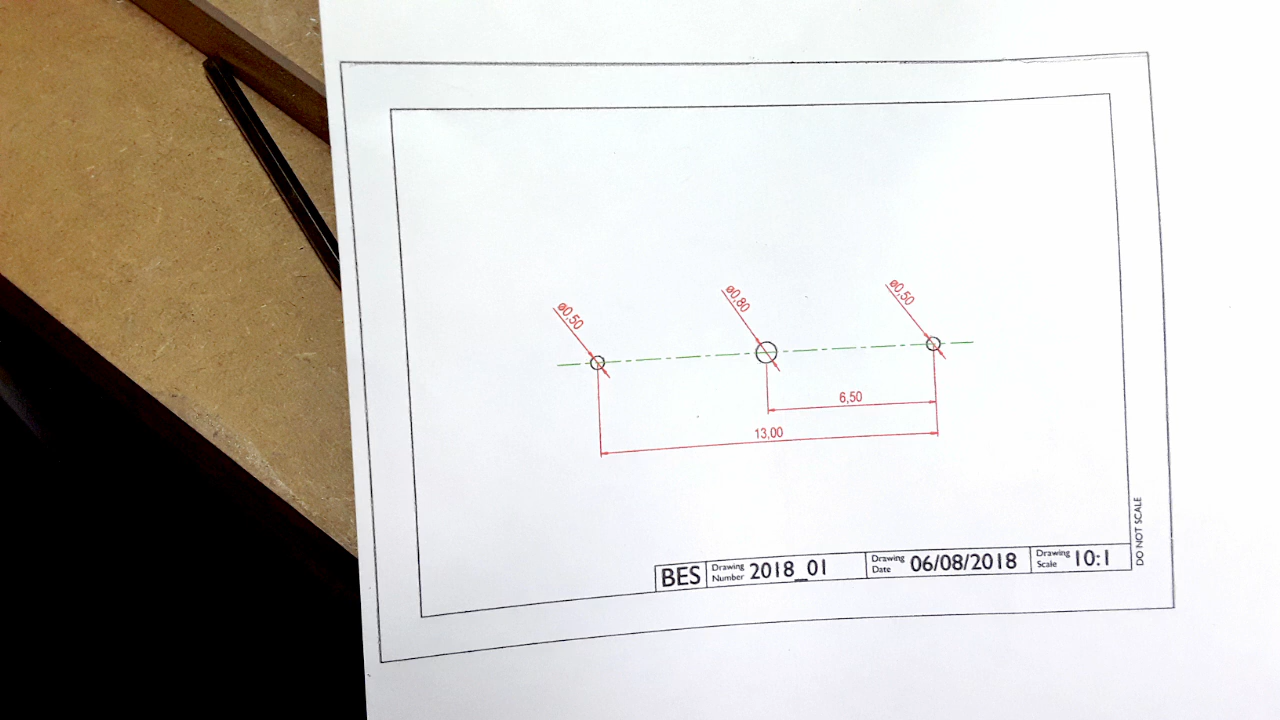 ø0,50
ø0,80
ø0,50
6,50
13,00
DO NOT SCALE
BES
Drawing Number 2018_01
Drawing Date 06/08/2018
Drawing Scale 10:1